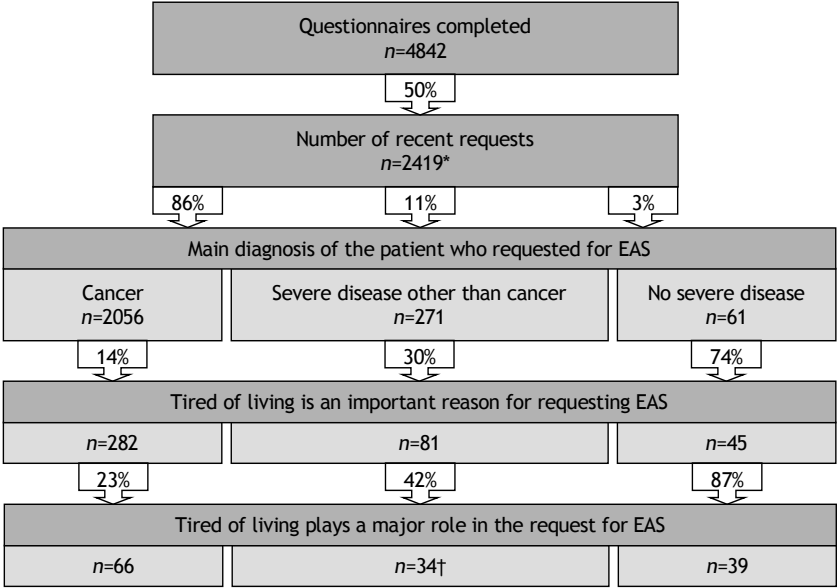 Questionnaires completed
n=4842
50%
Number of recent requests
n=2419*
86% 11% 3%
Main diagnosis of the patient who requested for EAS
Cancer Severe disease other than cancer No severe disease
n=2056 n=271 n=61
14% 30% 74%
Tired of living is an important reason for requesting EAS
n=282 n=81 n=45
23% 42% 87%
Tired of living plays a major role in the request for EAS
n=66 n=34† n=39